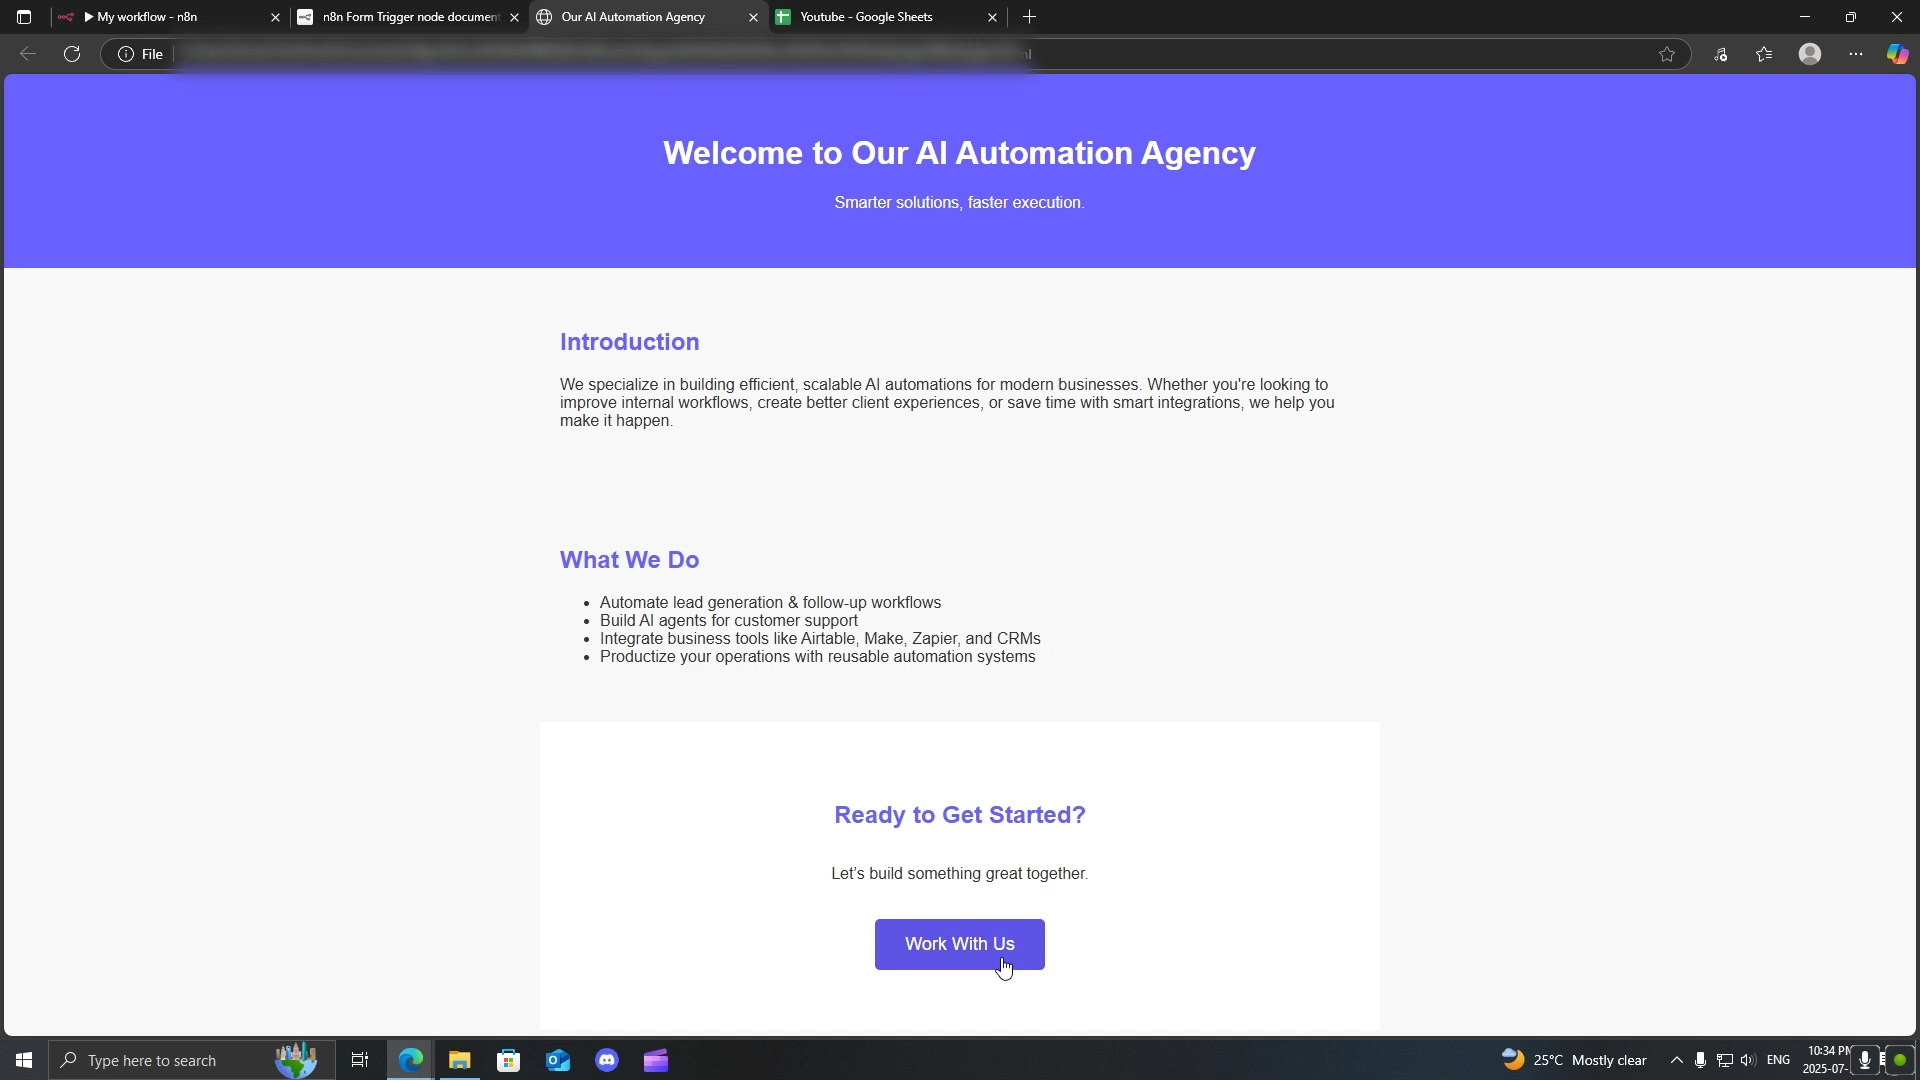 My workflow - n8n
n8n Form Trigger node document
Our AI Automation Agency
Youtube - Google Sheets
File
Welcome to Our AI Automation Agency
Smarter solutions, faster execution.
Introduction
We specialize in building efficient, scalable AI automations for modern businesses. Whether you're looking to
improve internal workflows, create better client experiences, or save time with smart integrations, we help you
make it happen.
What We Do
• Automate lead generation & follow-up workflows
• Build AI agents for customer support
• Integrate business tools like Airtable, Make, Zapier, and CRMs
• Productize your operations with reusable automation systems
Ready to Get Started?
Let's build something great together.
Work With Us
Type here to search
25°C Mostly clear
ENG
10:34 PM
2025-07-